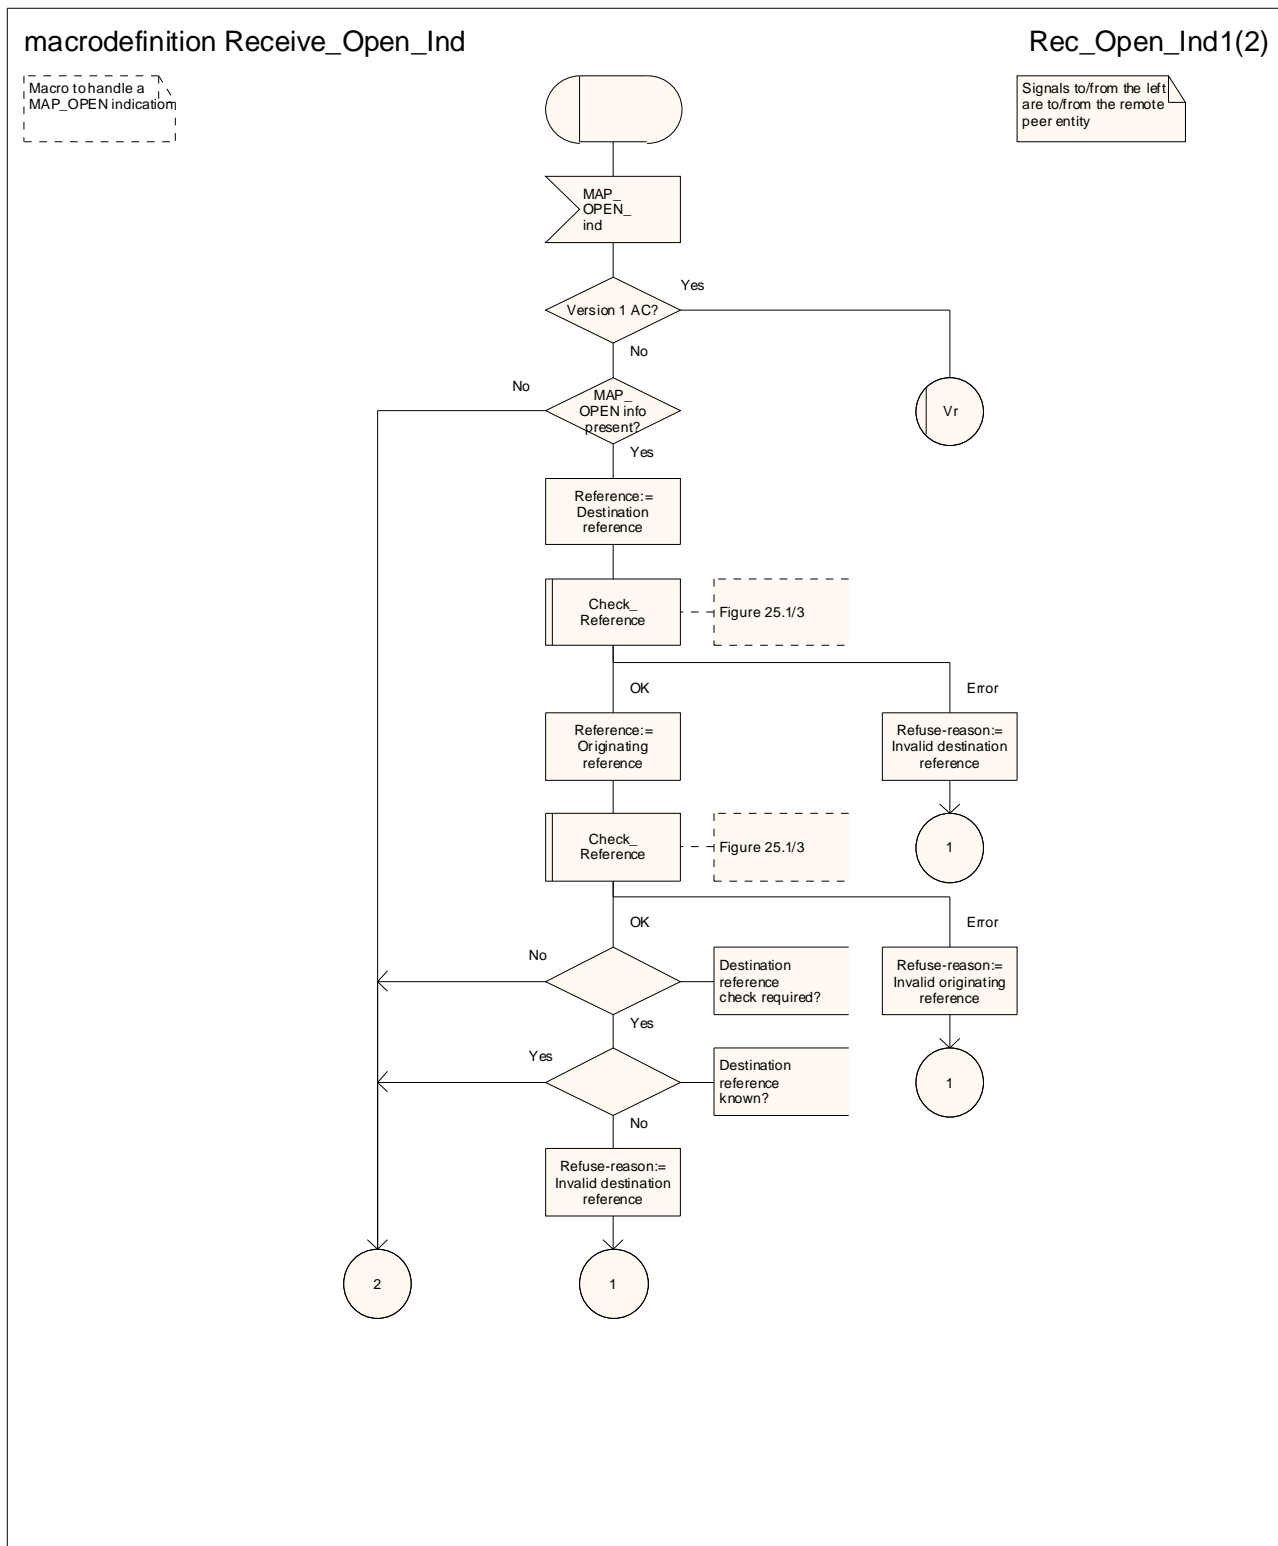 macrodefinition Receive_Open_Ind
Rec_Open_Ind1(2)
Macro to handle a
MAP_OPEN indication
Signals to/from the left
are to/from the remote
peer entity
MAP_
OPEN_
ind
Yes
Version 1 AC?
No
No
MAP_
OPEN info
present?
Vr
Yes
Reference:=
Destination
reference
Check_
Reference
Figure 25.1/3
OK
Error
Reference:=
Originating
reference
Refuse-reason:=
Invalid destination
reference
Check_
Reference
Figure 25.1/3
1
OK
Error
No
Destination
reference
check required?
Refuse-reason:=
Invalid originating
reference
Yes
Yes
Destination
reference
known?
1
No
Refuse-reason:=
Invalid destination
reference
2
1